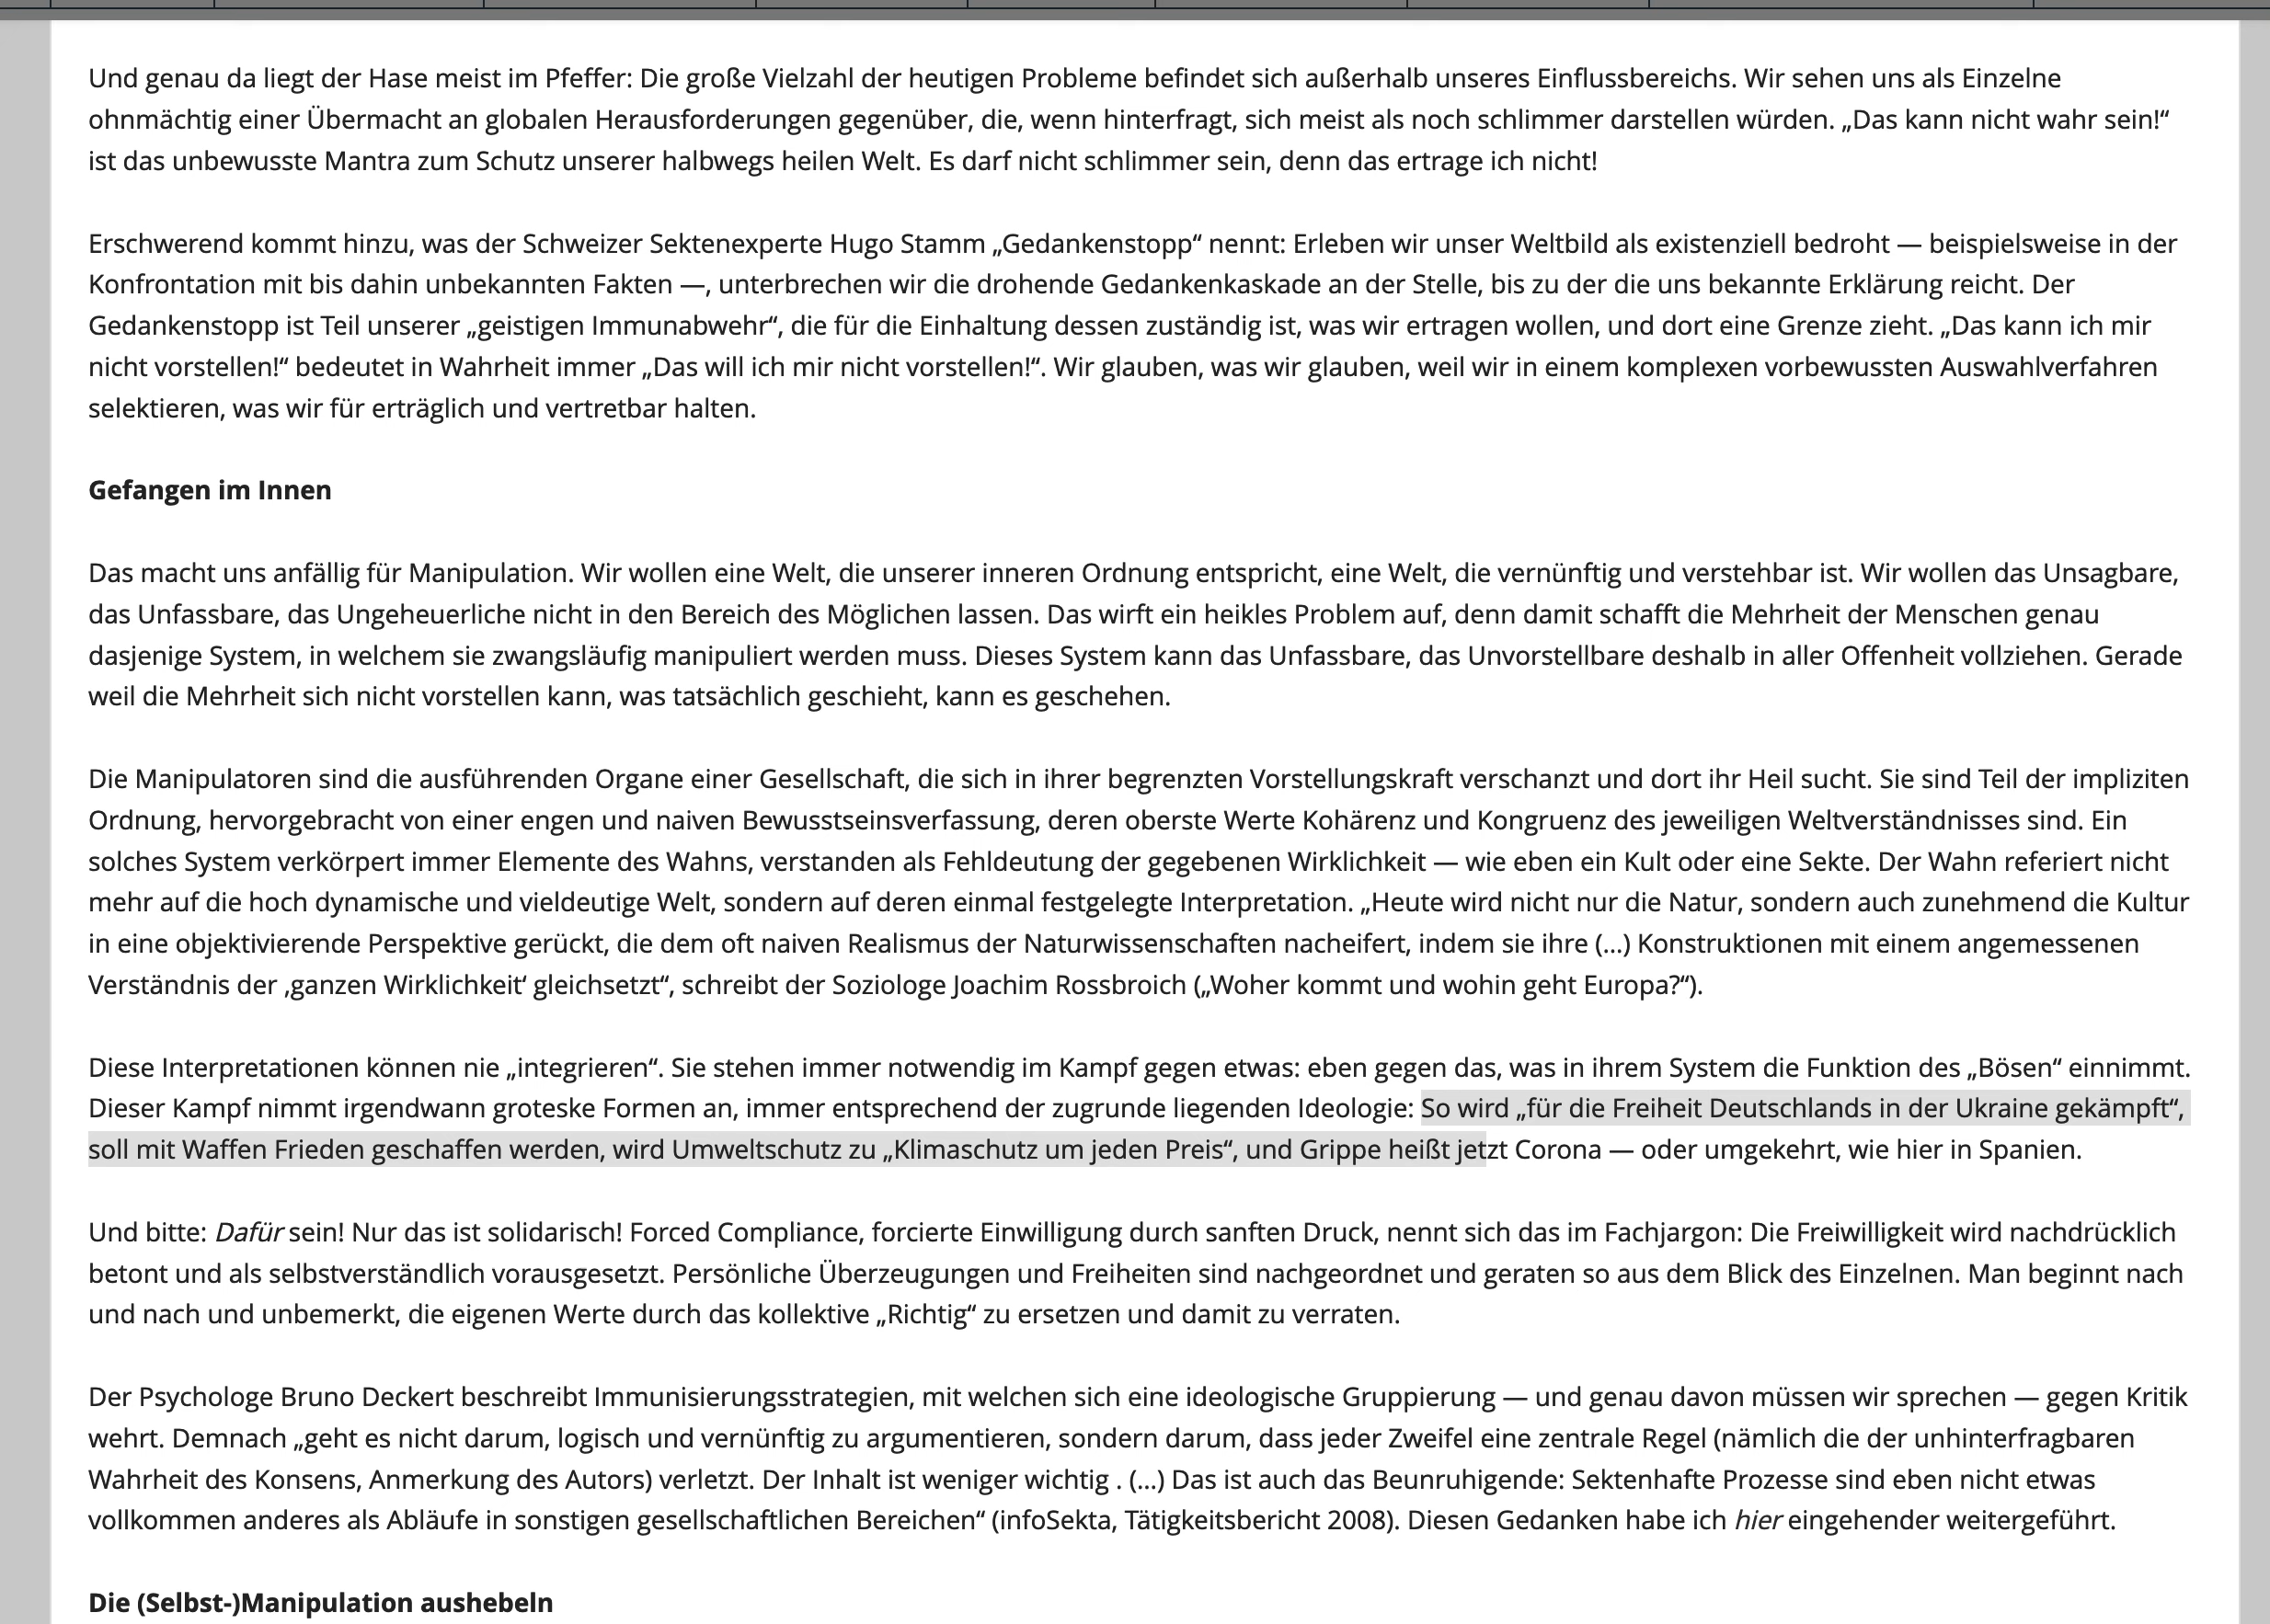 Und genau da liegt der Hase meist im Pfeffer: Die große Vielzahl der heutigen Probleme befindet sich außerhalb unseres Einflussbereichs. Wir sehen uns als Einzelne
ohnmächtig einer Übermacht an globalen Herausforderungen gegenüber, die, wenn hinterfragt, sich meist als noch schlimmer darstellen würden. „Das kann nicht wahr sein!“
ist das unbewusste Mantra zum Schutz unserer halbwegs heilen Welt. Es darf nicht schlimmer sein, denn das ertrage ich nicht!
Erschwerend kommt hinzu, was der Schweizer Sektenexperte Hugo Stamm „Gedankenstopp“ nennt: Erleben wir unser Weltbild als existenziell bedroht — beispielsweise in der
Konfrontation mit bis dahin unbekannten Fakten —, unterbrechen wir die drohende Gedankenkaskade an der Stelle, bis zu der die uns bekannte Erklärung reicht. Der
Gedankenstopp ist Teil unserer „geistigen Immunabwehr“, die für die Einhaltung dessen zuständig ist, was wir ertragen wollen, und dort eine Grenze zieht. „Das kann ich mir
nicht vorstellen!“ bedeutet in Wahrheit immer „Das will ich mir nicht vorstellen!“. Wir glauben, was wir glauben, weil wir in einem komplexen vorbewussten Auswahlverfahren
selektieren, was wir für erträglich und vertretbar halten.
Gefangen im Innen
Das macht uns anfällig für Manipulation. Wir wollen eine Welt, die unserer inneren Ordnung entspricht, eine Welt, die vernünftig und verstehbar ist. Wir wollen das Unsagbare,
das Unfassbare, das Ungeheuerliche nicht in den Bereich des Möglichen lassen. Das wirft ein heikles Problem auf, denn damit schafft die Mehrheit der Menschen genau
dasjenige System, in welchem sie zwangsläufig manipuliert werden muss. Dieses System kann das Unfassbare, das Unvorstellbare deshalb in aller Offenheit vollziehen. Gerade
weil die Mehrheit sich nicht vorstellen kann, was tatsächlich geschieht, kann es geschehen.
Die Manipulatoren sind die ausführenden Organe einer Gesellschaft, die sich in ihrer begrenzten Vorstellungskraft verschanzt und dort ihr Heil sucht. Sie sind Teil der impliziten
Ordnung, hervorgebracht von einer engen und naiven Bewusstseinsverfassung, deren oberste Werte Kohärenz und Kongruenz des jeweiligen Weltverständnisses sind. Ein
solches System verkörpert immer Elemente des Wahns, verstanden als Fehldeutung der gegebenen Wirklichkeit — wie eben ein Kult oder eine Sekte. Der Wahn referiert nicht
mehr auf die hoch dynamische und vieldeutige Welt, sondern auf deren einmal festgelegte Interpretation. „Heute wird nicht nur die Natur, sondern auch zunehmend die Kultur
in eine objektivierende Perspektive gerückt, die dem oft naiven Realismus der Naturwissenschaften nacheifert, indem sie ihre (...) Konstruktionen mit einem angemessenen
Verständnis der ‚ganzen Wirklichkeit‘ gleichsetzt“, schreibt der Soziologe Joachim Rossbroich („Woher kommt und wohin geht Europa?“).
Diese Interpretationen können nie „integrieren“. Sie stehen immer notwendig im Kampf gegen etwas: eben gegen das, was in ihrem System die Funktion des „Bösen“ einnimmt.
Dieser Kampf nimmt irgendwann groteske Formen an, immer entsprechend der zugrunde liegenden Ideologie: So wird „für die Freiheit Deutschlands in der Ukraine gekämpft“,
soll mit Waffen Frieden geschaffen werden, wird Umweltschutz zu „Klimaschutz um jeden Preis“, und Grippe heißt jetzt Corona — oder umgekehrt, wie hier in Spanien.
Und bitte: Dafür sein! Nur das ist solidarisch! Forced Compliance, forcierte Einwilligung durch sanften Druck, nennt sich das im Fachjargon: Die Freiwilligkeit wird nachdrücklich
betont und als selbstverständlich vorausgesetzt. Persönliche Überzeugungen und Freiheiten sind nachgeordnet und geraten so aus dem Blick des Einzelnen. Man beginnt nach
und nach und unbemerkt, die eigenen Werte durch das kollektive „Richtig“ zu ersetzen und damit zu verraten.
Der Psychologe Bruno Deckert beschreibt Immunisierungsstrategien, mit welchen sich eine ideologische Gruppierung — und genau davon müssen wir sprechen — gegen Kritik
wehrt. Demnach „geht es nicht darum, logisch und vernünftig zu argumentieren, sondern darum, dass jeder Zweifel eine zentrale Regel (nämlich die der unhinterfragbaren
Wahrheit des Konsens, Anmerkung des Autors) verletzt. Der Inhalt ist weniger wichtig . (...) Das ist auch das Beunruhigende: Sektenhafte Prozesse sind eben nicht etwas
vollkommen anderes als Abläufe in sonstigen gesellschaftlichen Bereichen“ (infoSekta, Tätigkeitsbericht 2008). Diesen Gedanken habe ich hier eingehender weitergeführt.
Die (Selbst-)Manipulation aushebeln